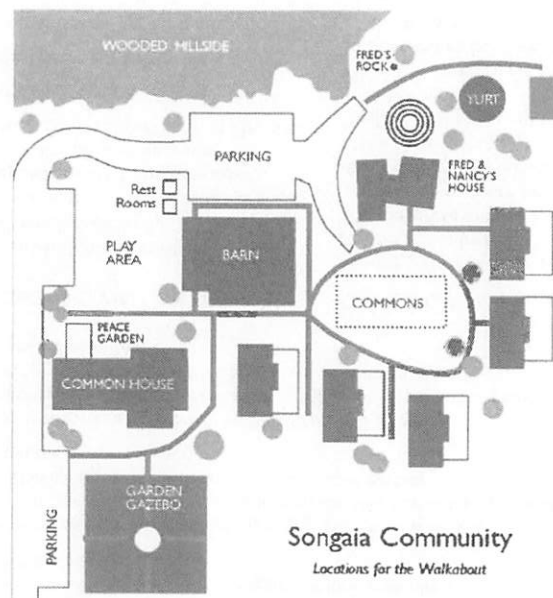 WOODED HILLSIDE
FRED'S
ROCK
YURT
PARKING
FRED &
NANCY'S
HOUSE
Rest
Rooms
PLAY
AREA
BARN
COMMONS
PEACE
GARDEN
COMMON HOUSE
GARDEN
GAZEBO
PARKING
Songaia Community
Locations for the Walkabout